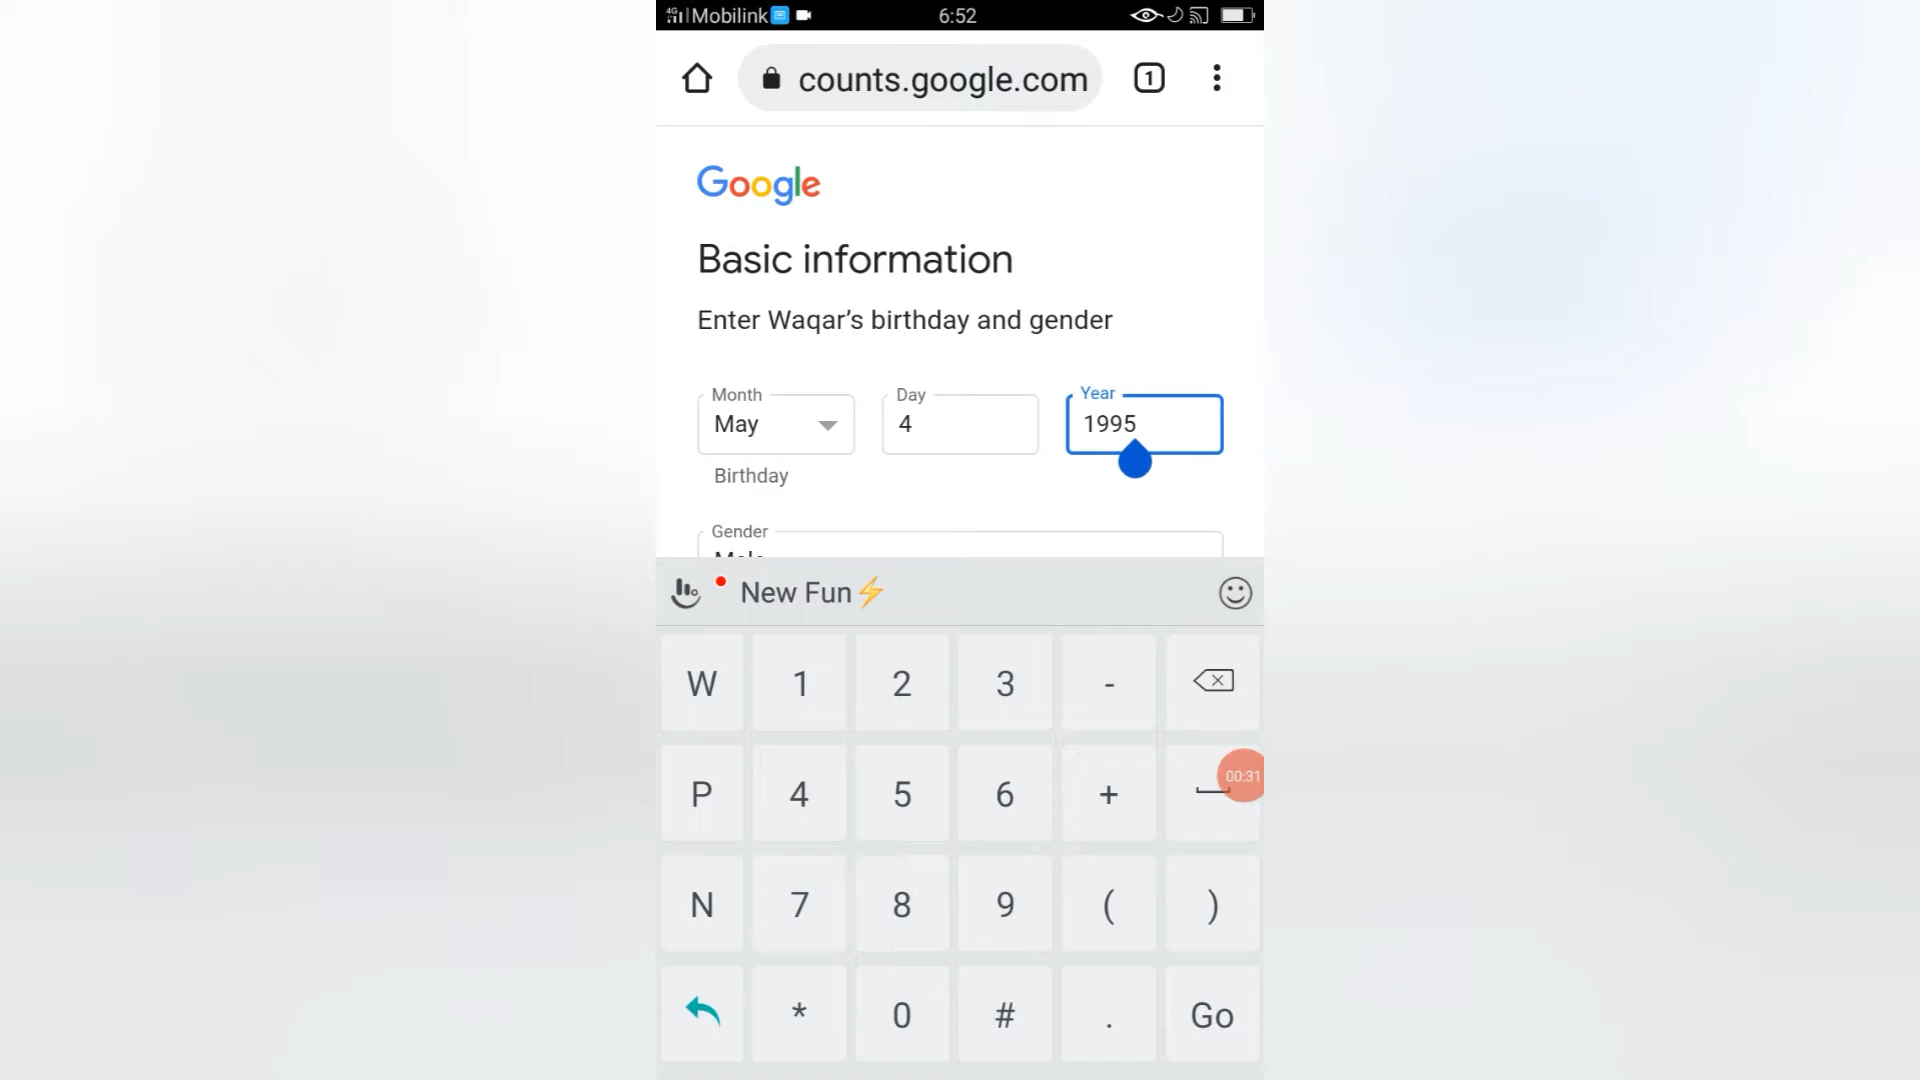 4G Mobilink 6:52
counts.google.com 1
Google
Basic information
Enter Waqar's birthday and gender
Month Day Year
May 4 1995
Birthday
Gender
Male
New Fun⚡
W 1 2 3 -
P 4 5 6 +
00:31
N 7 8 9 ( )
* 0 # . Go